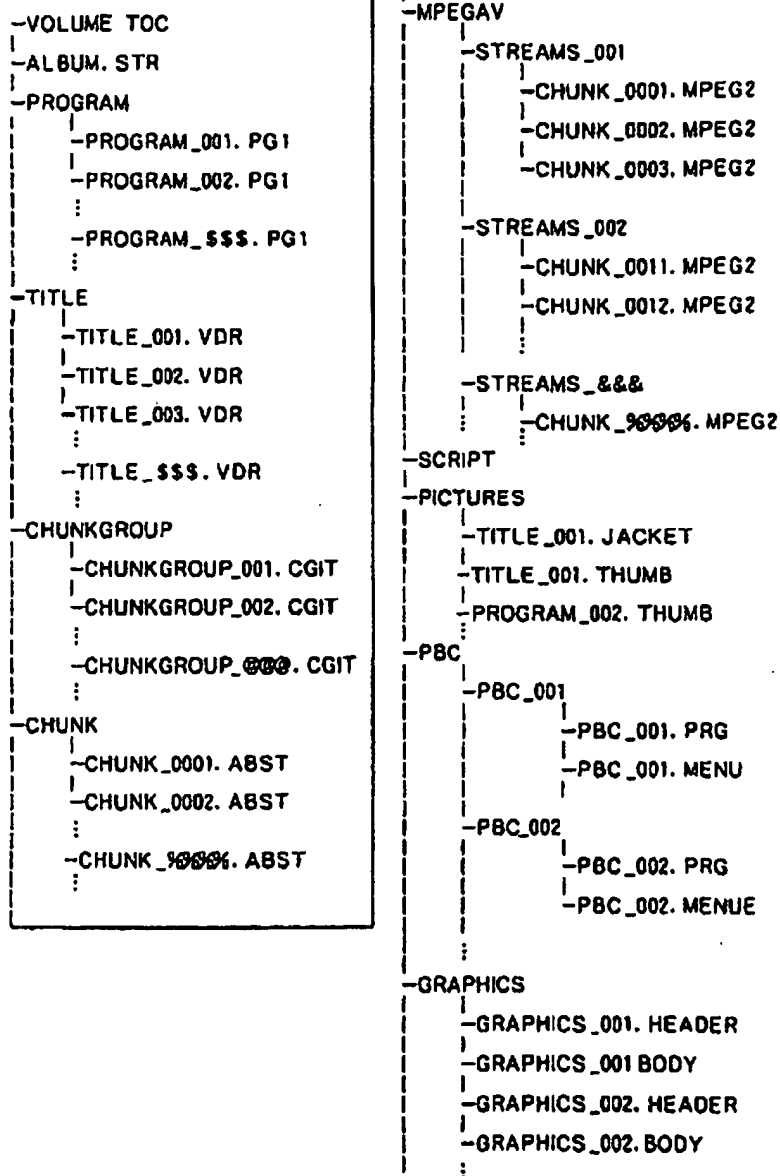 -VOLUME TOC
-ALBUM. STR
-PROGRAM
-PROGRAM_001. PG1
-PROGRAM_002. PG1
-PROGRAM_$$$. PG1
-TITLE
-TITLE_001. VDR
-TITLE_002. VDR
-TITLE_003. VDR
-TITLE_$$$. VDR
-CHUNKGROUP
-CHUNKGROUP_001. CGIT
-CHUNKGROUP_002. CGIT
-CHUNKGROUP_@@@. CGIT
-CHUNK
-CHUNK_0001. ABST
-CHUNK_0002. ABST
-CHUNK_%%%%. ABST
-MPEGAV
-STREAMS_001
-CHUNK_0001. MPEG2
-CHUNK_0002. MPEG2
-CHUNK_0003. MPEG2
-STREAMS_002
-CHUNK_0011. MPEG2
-CHUNK_0012. MPEG2
-STREAMS_&&&
-CHUNK_%%%%. MPEG2
-SCRIPT
-PICTURES
-TITLE_001. JACKET
-TITLE_001. THUMB
-PROGRAM_002. THUMB
-PBC
-PBC_001
-PBC_001. PRG
-PBC_001. MENU
-PBC_002
-PBC_002. PRG
-PBC_002. MENUE
-GRAPHICS
-GRAPHICS_001. HEADER
-GRAPHICS_001 BODY
-GRAPHICS_002. HEADER
-GRAPHICS_002. BODY